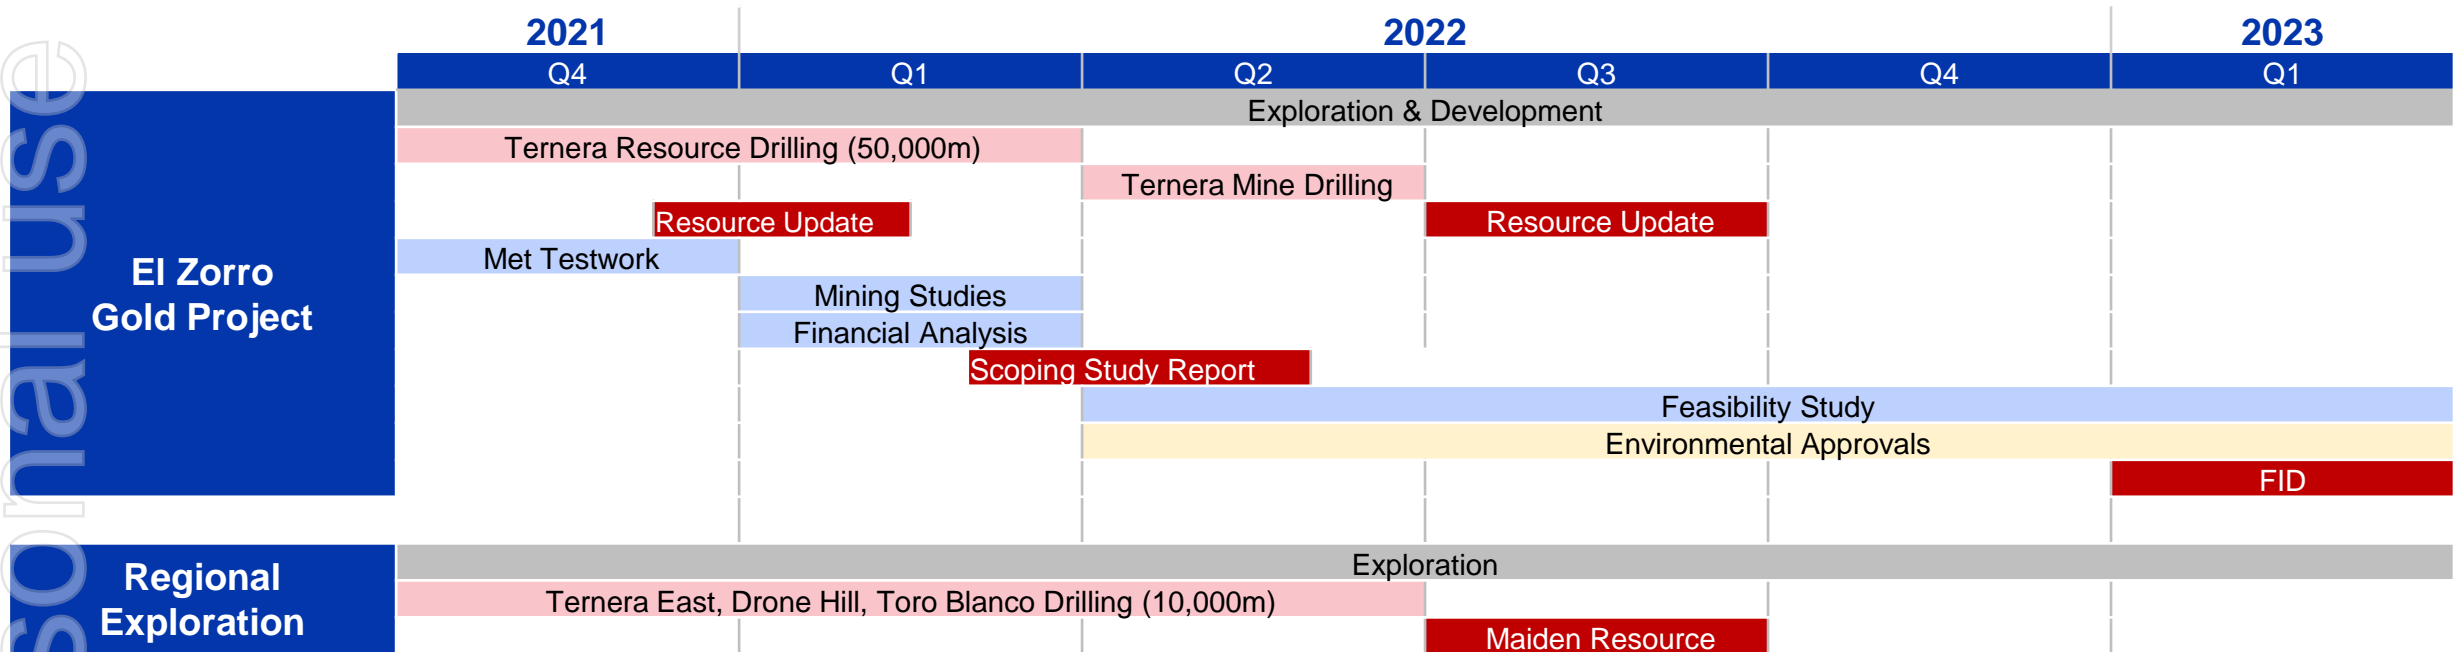 2021 2022 2023
Q4 Q1 Q2 Q3 Q4 Q1
Exploration & Development
Ternera Resource Drilling (50,000m)
Ternera Mine Drilling
Resource Update Resource Update
El Zorro
Gold Project
Met Testwork
Mining Studies
Financial Analysis
Scoping Study Report
Feasibility Study
Environmental Approvals
FID
Regional
Exploration
Exploration
Ternera East, Drone Hill, Toro Blanco Drilling (10,000m)
Maiden Resource
sonal use